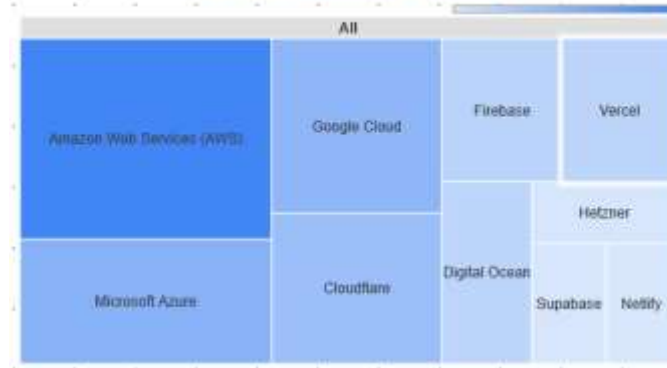 All
Amazon Web Services (AWS)
Google Cloud
Firebase
Vercel
Hetzner
Microsoft Azure
Cloudflare
Digital Ocean
Supabase
Netlify